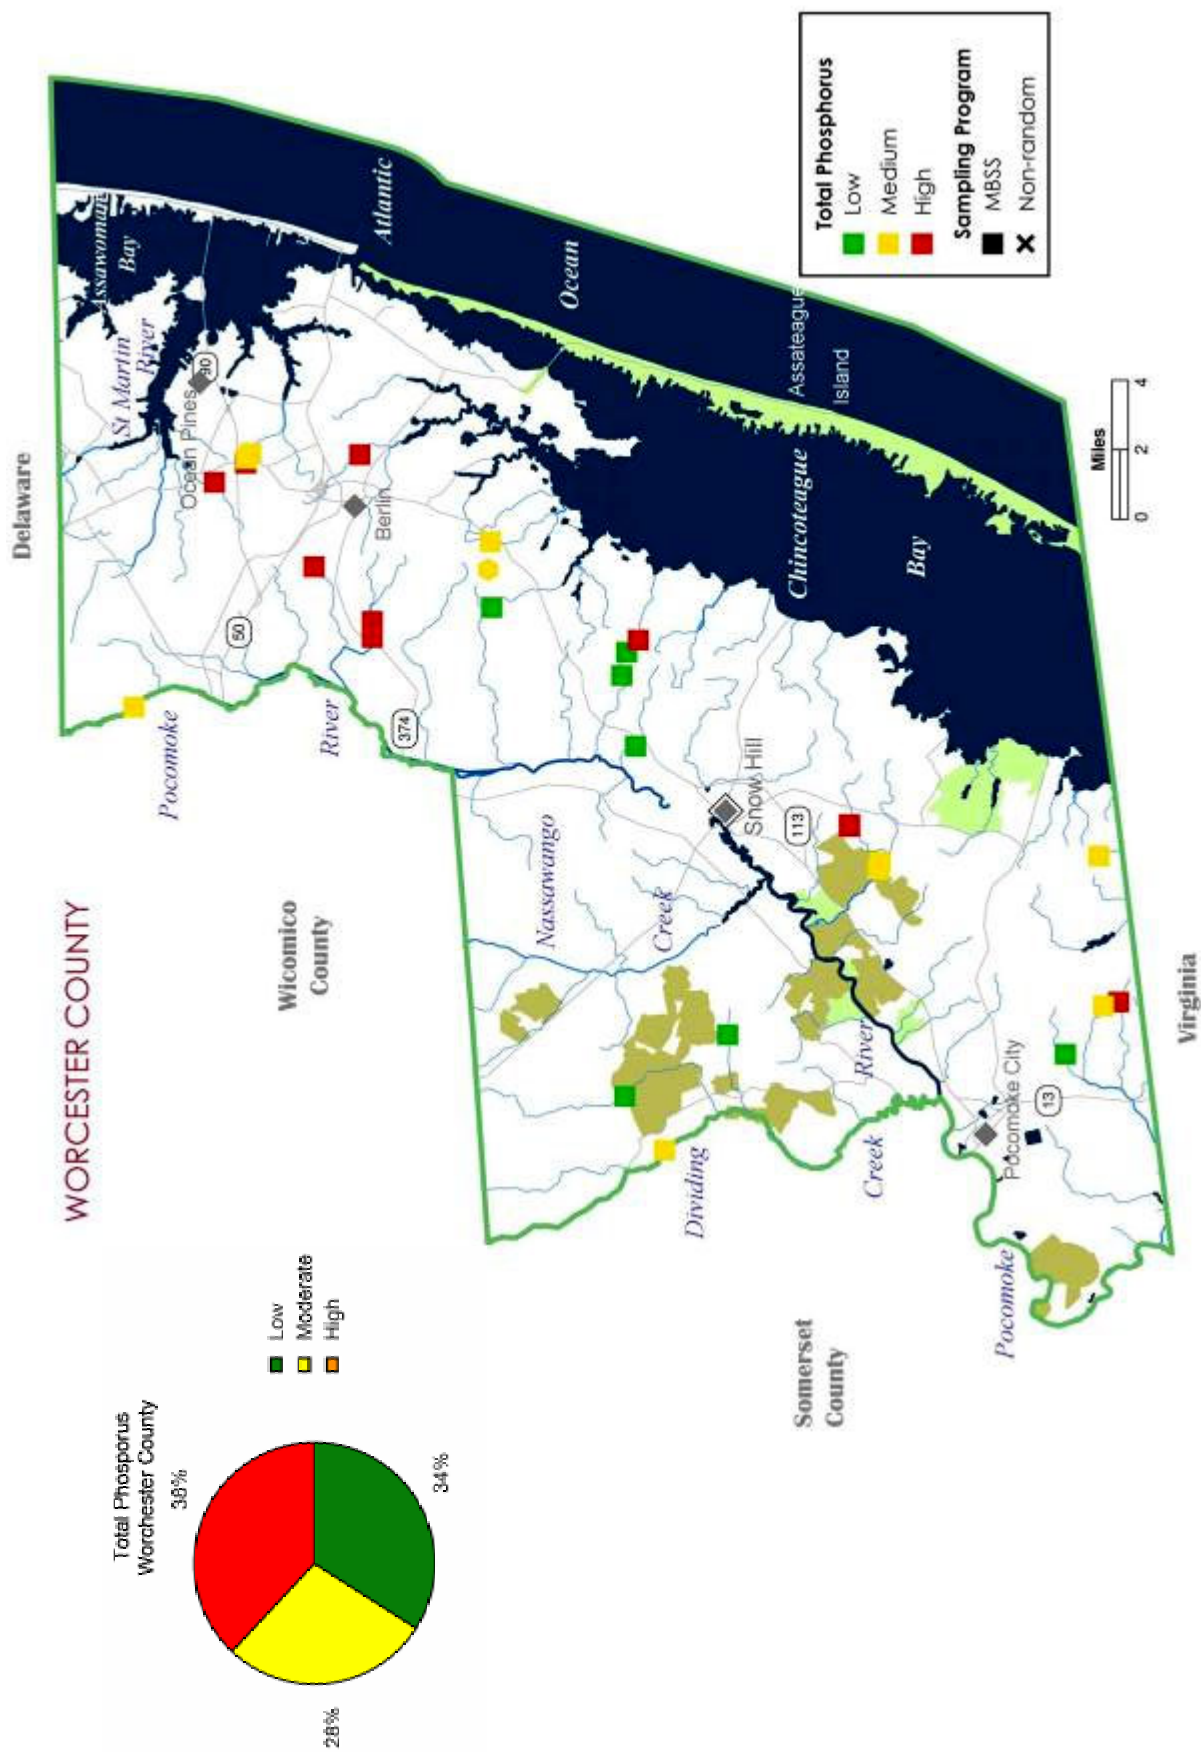 WORCESTER COUNTY
Total Phosporus
Worchester County
38%
34%
28%
Low
Moderate
High
Delaware
Wicomico
County
Somerset
County
Virginia
Assawoman
Bay
St Martin
River
Ocean Pines
90
Atlantic
Ocean
Berlin
50
Pocomoke
River
374
Assateague
Island
Chincoteague
Bay
Nassawango
Creek
Snow Hill
113
Dividing
Creek
River
Pocomoke City
13
Pocomoke
Total Phosphorus
Low
Medium
High
Sampling Program
MBSS
Non-random
Miles
0 2 4